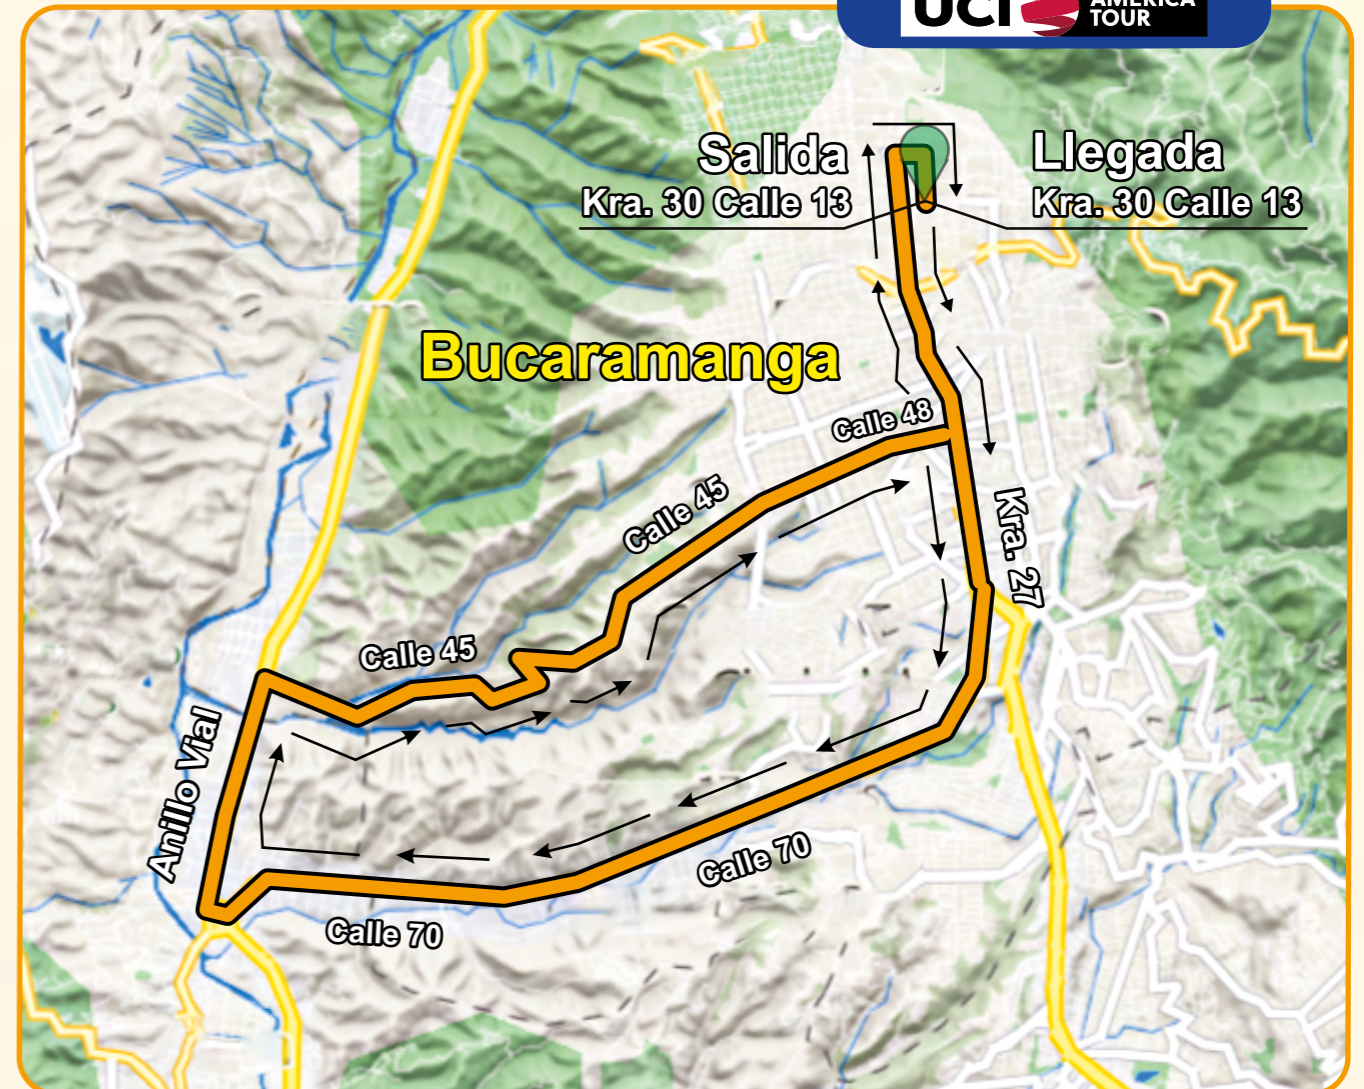 UCI AMERICA
TOUR
Salida
Kra. 30 Calle 13
Llegada
Kra. 30 Calle 13
Bucaramanga
Calle 48
Calle 45
Kra. 27
Calle 45
Anillo Vial
Calle 70
Calle 70